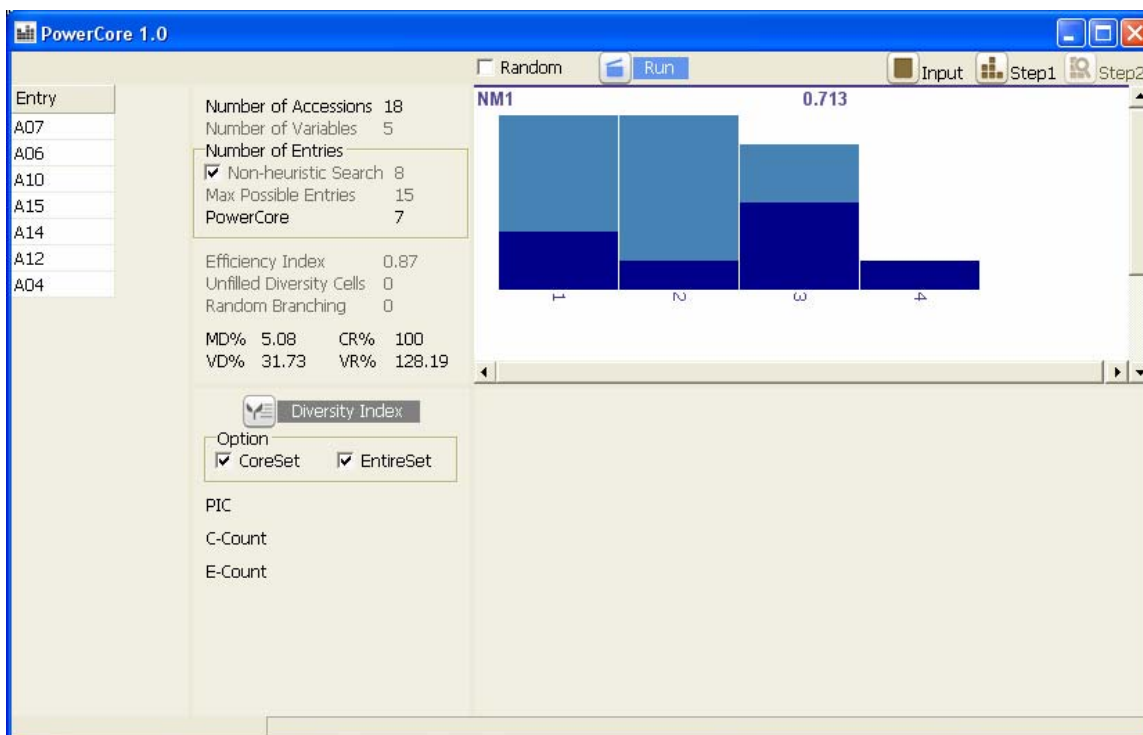 PowerCore 1.0
Random Run Input Step1 Step2
Entry
A07
A06
A10
A15
A14
A12
A04
Number of Accessions 18
Number of Variables 5
Number of Entries
Non-heuristic Search 8
Max Possible Entries 15
PowerCore 7
Efficiency Index 0.87
Unfilled Diversity Cells 0
Random Branching 0
MD% 5.08 CR% 100
VD% 31.73 VR% 128.19
NM1 0.713
1 2 3 4
Diversity Index
Option
CoreSet EntireSet
PIC
C-Count
E-Count